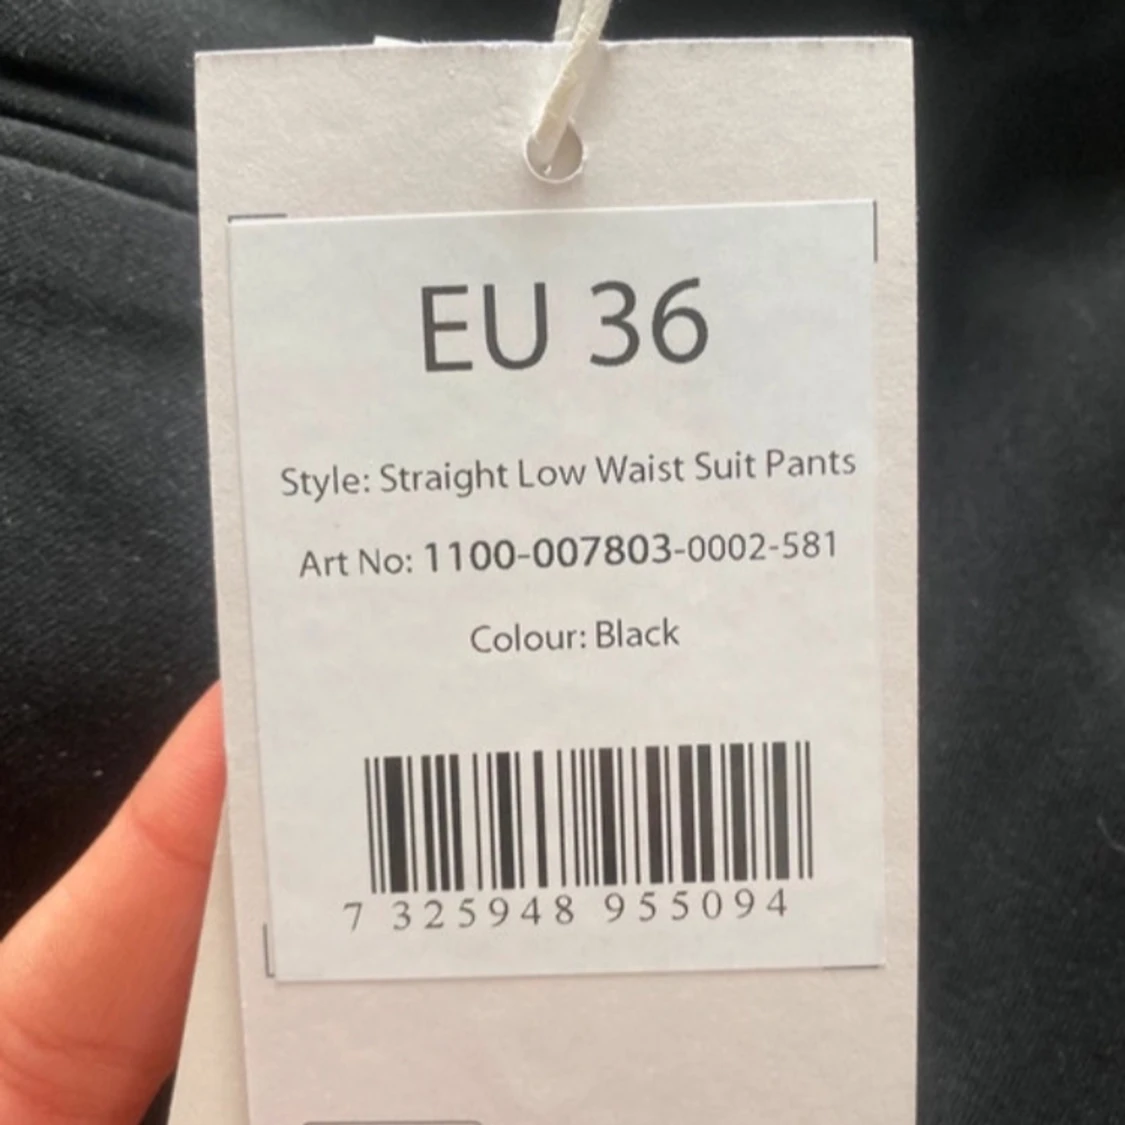 EU 36
Style: Straight Low Waist Suit Pants
Art No: 1100-007803-0002-581
Colour: Black
7 325948 955094